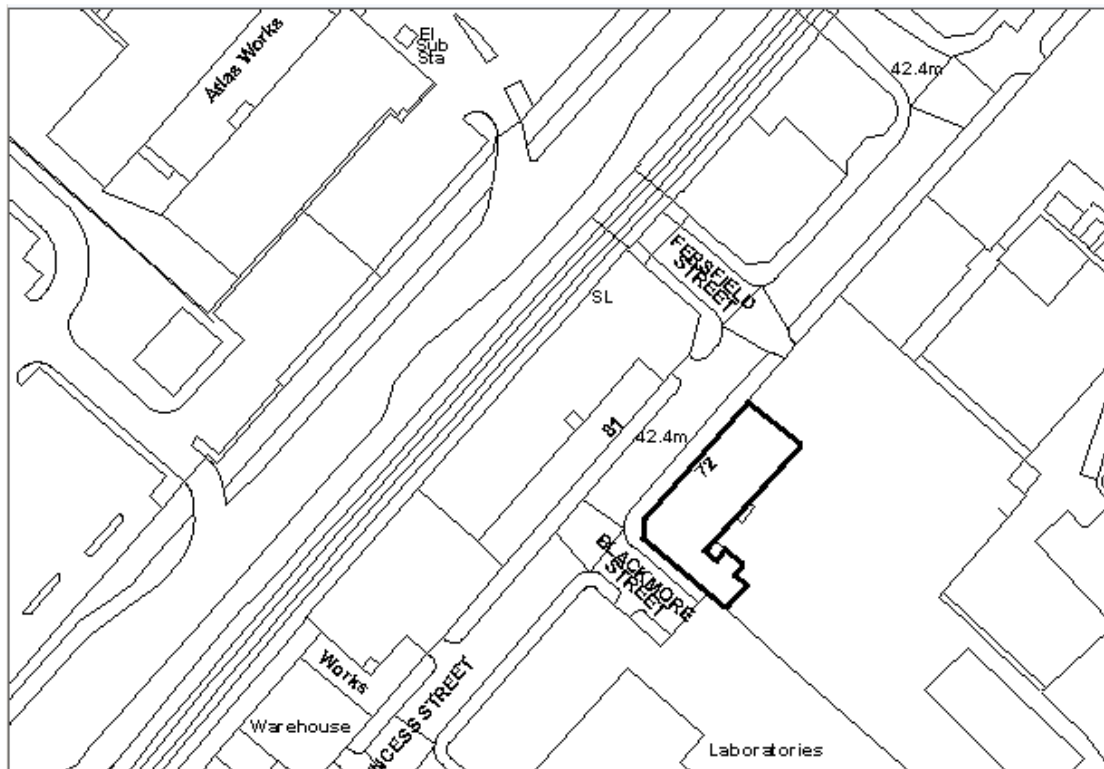 Atlas Works
El
Sub
Sta
42.4m
FERSFIELD
STREET
SL
81
42.4m
72
BLACKMORE
STREET
Works
NCESS STREET
Warehouse
Laboratories